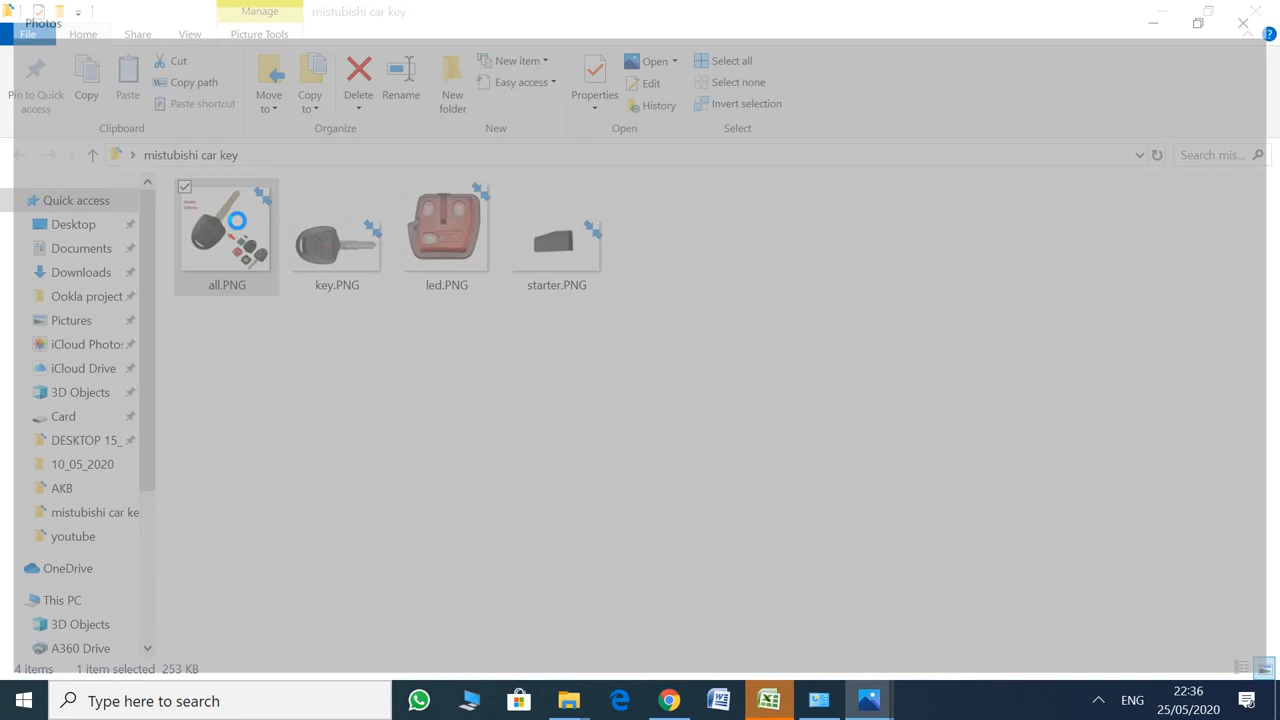 Manage
mistubishi car key
Photos
File
Home
Share
View
Picture Tools
Pin to Quick access
Copy
Paste
Cut
Copy path
Paste shortcut
Clipboard
Move to
Copy to
Delete
Rename
Organize
New folder
New item
Easy access
New
Properties
Open
Edit
History
Open
Select all
Select none
Invert selection
Select
mistubishi car key
Search mis...
Quick access
Desktop
Documents
Downloads
Ookla project
Pictures
iCloud Photo
iCloud Drive
3D Objects
Card
DESKTOP 15_
10_05_2020
AKB
mistubishi car ke
youtube
OneDrive
This PC
3D Objects
A360 Drive
all.PNG
key.PNG
led.PNG
starter.PNG
4 items
1 item selected
253 KB
Type here to search
ENG
22:36
25/05/2020